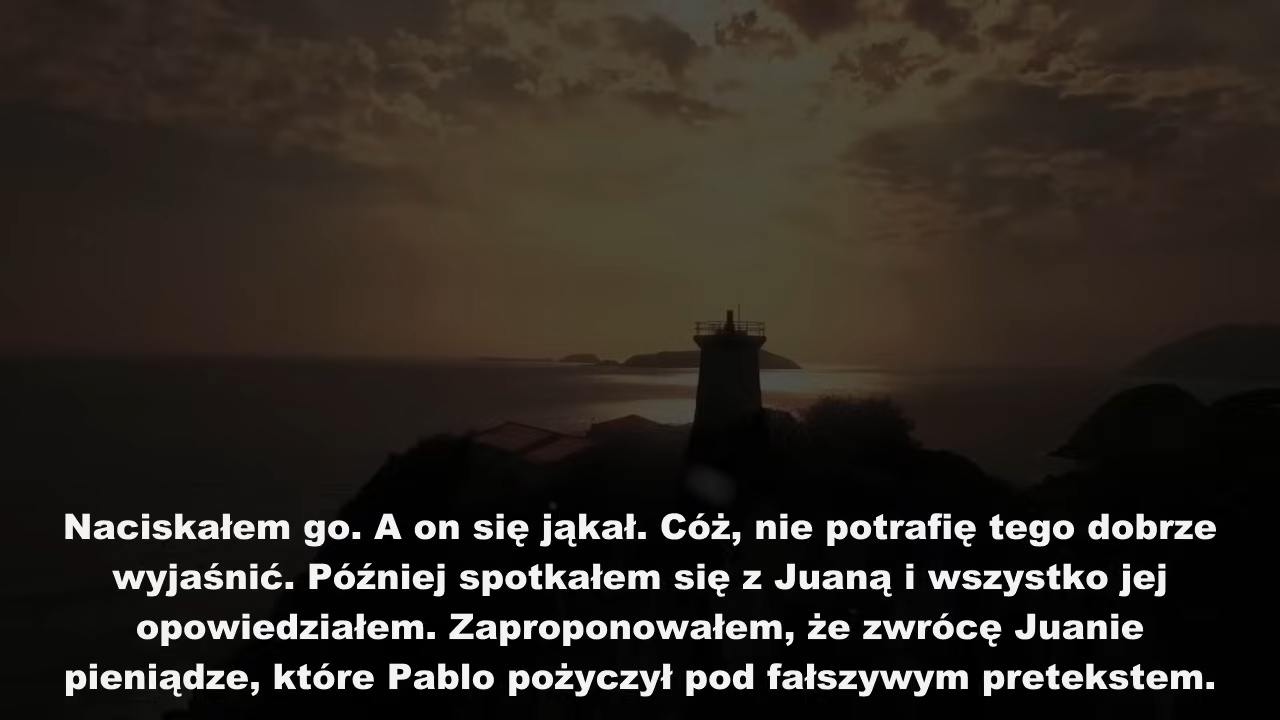 Naciskałem go. A on się jąkał. Cóż, nie potrafię tego dobrze
wyjaśnić. Później spotkałem się z Juaną i wszystko jej
opowiedziałem. Zaproponowałem, że zwrócę Juanie
pieniądze, które Pablo pożyczył pod fałszywym pretekstem.